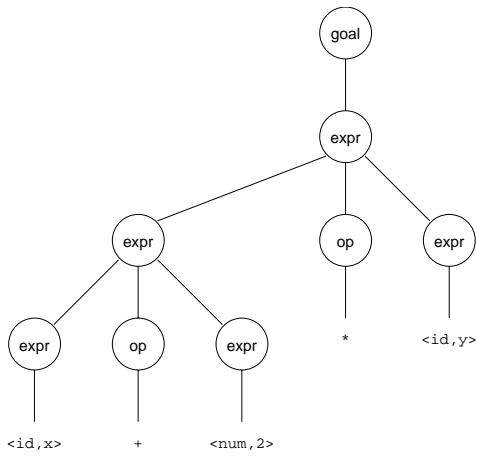 goal
expr
expr op expr
expr op expr * <id,y>
<id,x> + <num,2>